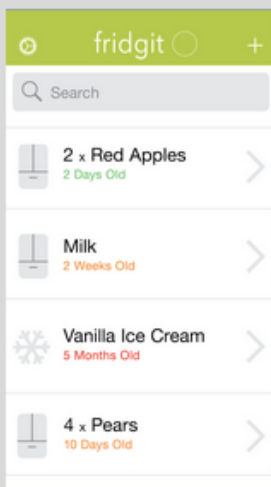 fridgit
Search
2 x Red Apples
2 Days Old
Milk
2 Weeks Old
Vanilla Ice Cream
5 Months Old
4 x Pears
10 Days Old